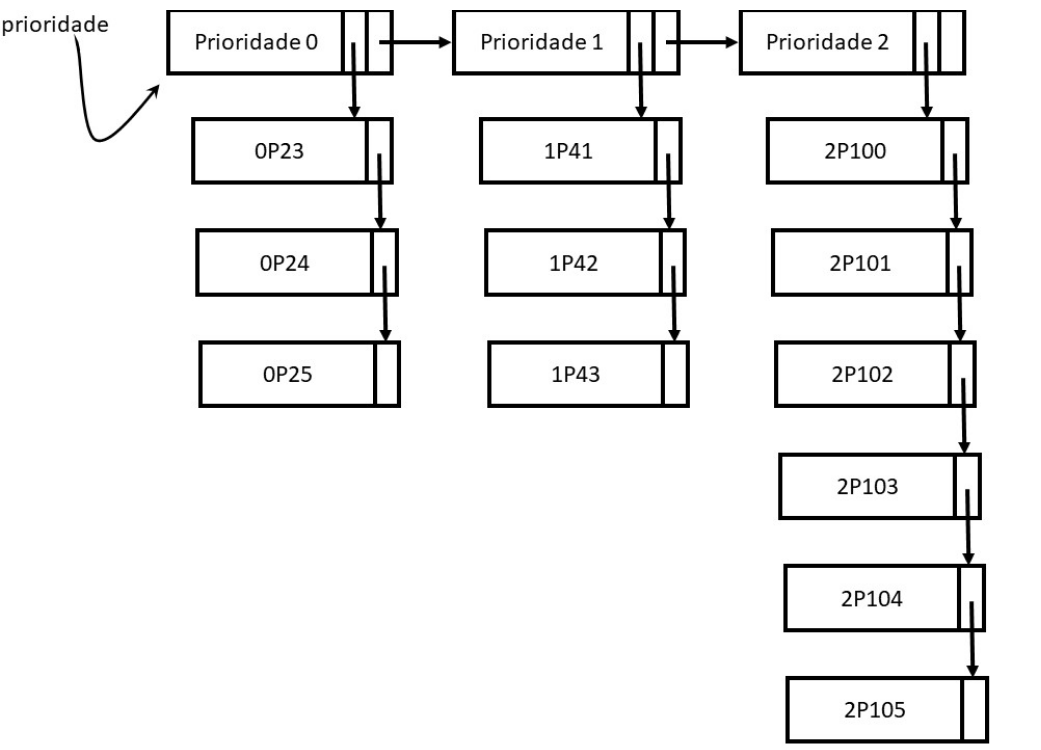 prioridade
Prioridade 0
Prioridade 1
Prioridade 2
0P23
1P41
2P100
0P24
1P42
2P101
0P25
1P43
2P102
2P103
2P104
2P105